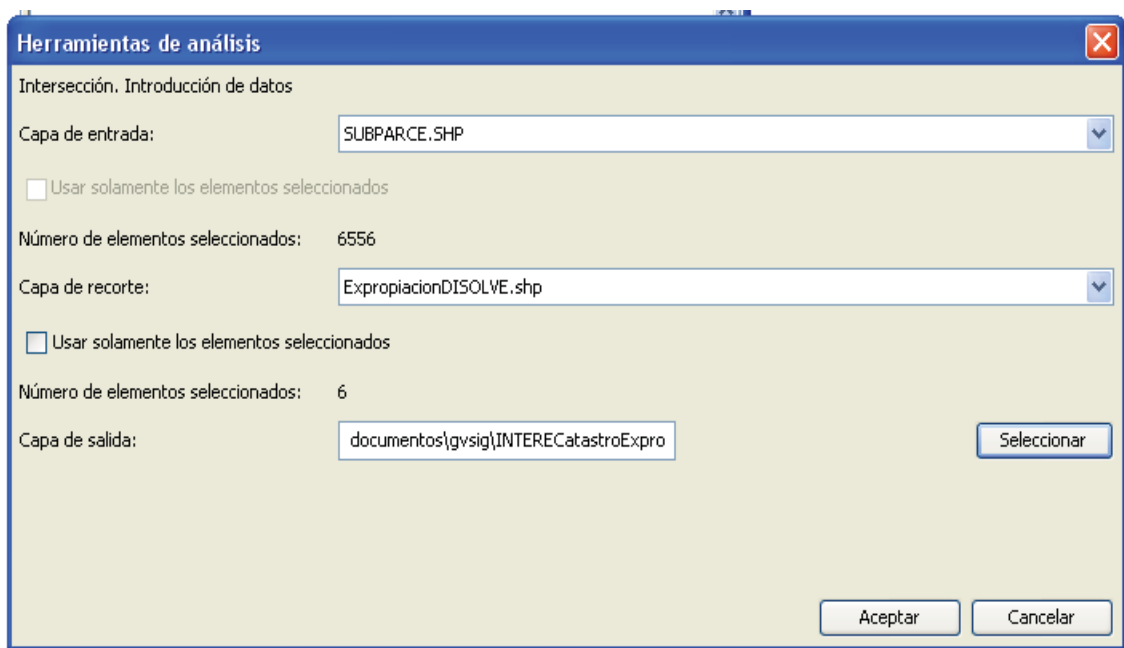 Herramientas de análisis
Intersección. Introducción de datos
Capa de entrada: SUBPARCE.SHP
Usar solamente los elementos seleccionados
Número de elementos seleccionados: 6556
Capa de recorte: ExpropiacionDISOLVE.shp
Usar solamente los elementos seleccionados
Número de elementos seleccionados: 6
Capa de salida: documentos\gvsig\INTERECatastroExpro Seleccionar
Aceptar Cancelar